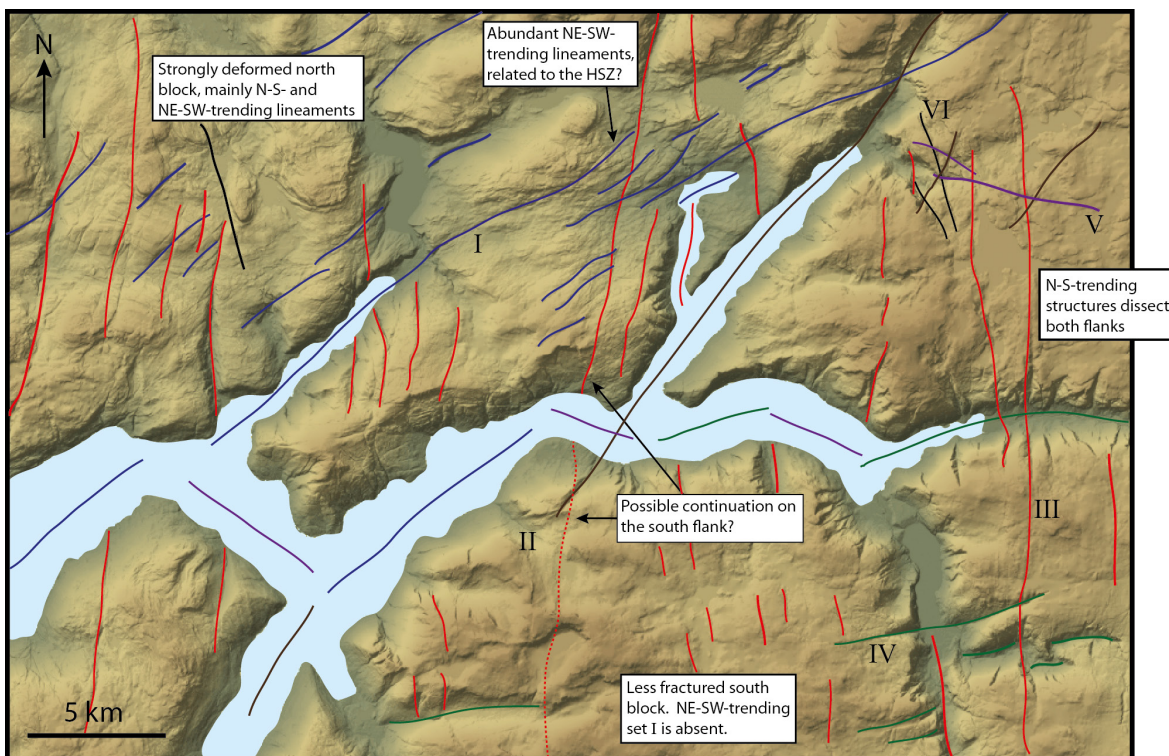 N
Strongly deformed north
block, mainly N-S- and
NE-SW-trending lineaments
Abundant NE-SW-
trending lineaments,
related to the HSZ?
VI
V
I
N-S-trending
structures dissect
both flanks
Possible continuation on
the south flank?
II
III
IV
Less fractured south
block. NE-SW-trending
set I is absent.
5 km